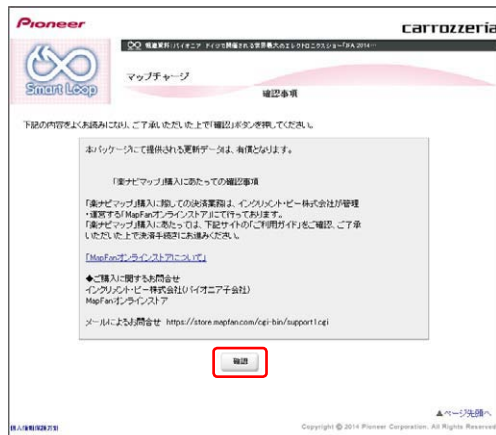 Pioneer
carrozzeria
Smart Loop
マップチャージ
確認事項
下記の内容をよくお読みになり、ご了承いただいた上で「確認」ボタンを押してください。
本パッケージにて提供される更新データは、有償となります。
「楽ナビマップ」購入にあたっての確認事項
「楽ナビマップ」購入に際しての決済業務は、インクリメント・ピー株式会社が管理
・運営する「MapFanオンラインストア」にて行っております。
「楽ナビマップ」購入にあたっては、下記サイトの「ご利用ガイド」をご確認、ご了承
いただいた上で決済手続きにお進みください。
「MapFanオンラインストアについて」
◆ご購入に関するお問合せ
インクリメント・ピー株式会社(パイオニア子会社)
MapFanオンラインストア
メールによるお問合せ https://store.mapfan.com/cgi-bin/support1.cgi
確認
▲ページ先頭へ
個人情報保護方針
Copyright © 2014 Pioneer Corporation. All Rights Reserved